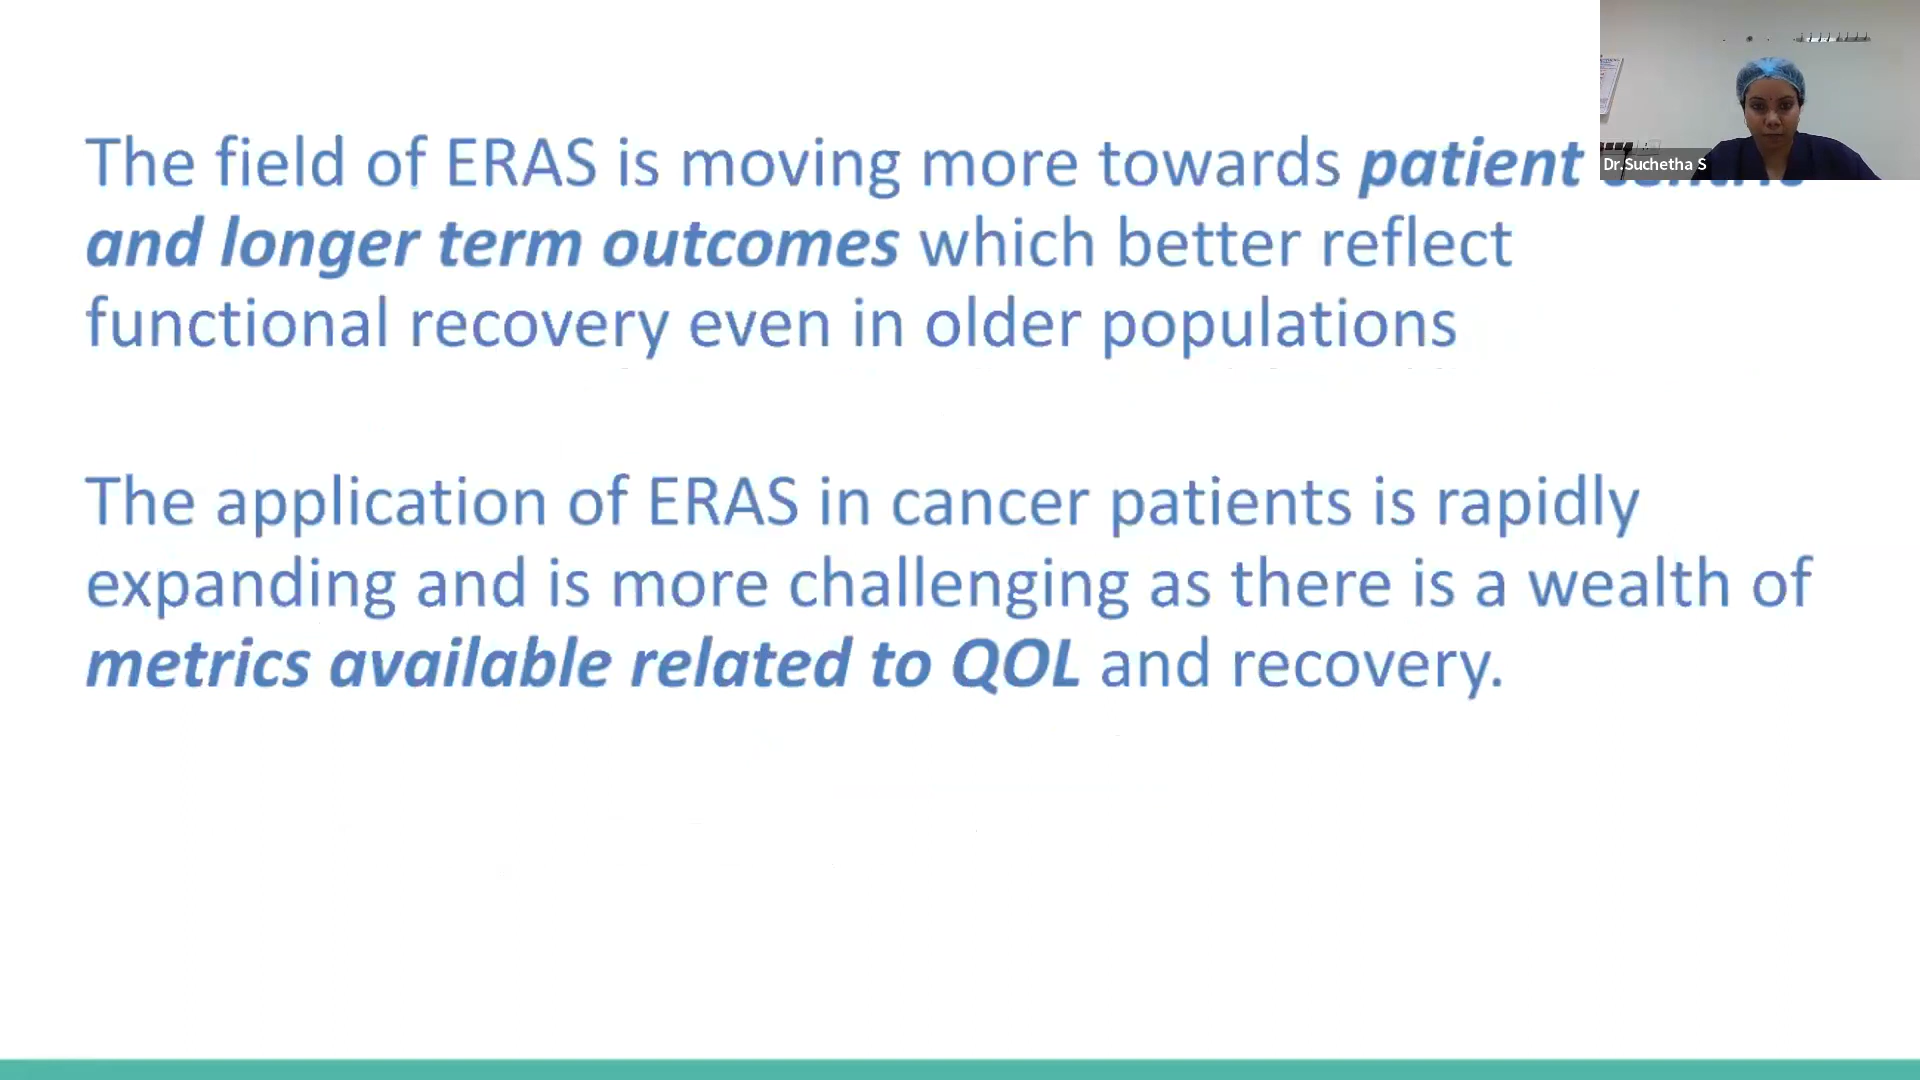 The field of ERAS is moving more towards patient
and longer term outcomes which better reflect
functional recovery even in older populations
The application of ERAS in cancer patients is rapidly
expanding and is more challenging as there is a wealth of
metrics available related to QOL and recovery.
Dr.Suchetha S